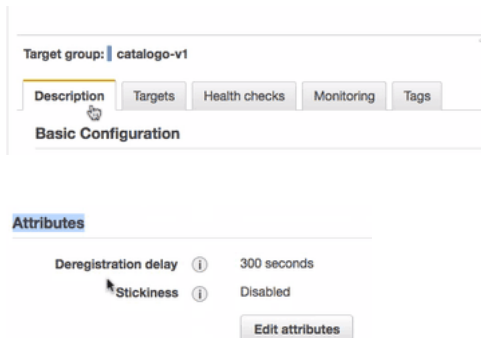 Target group: catalogo-v1
Description Targets Health checks Monitoring Tags
Basic Configuration
Attributes
Deregistration delay 300 seconds
Stickiness Disabled
Edit attributes